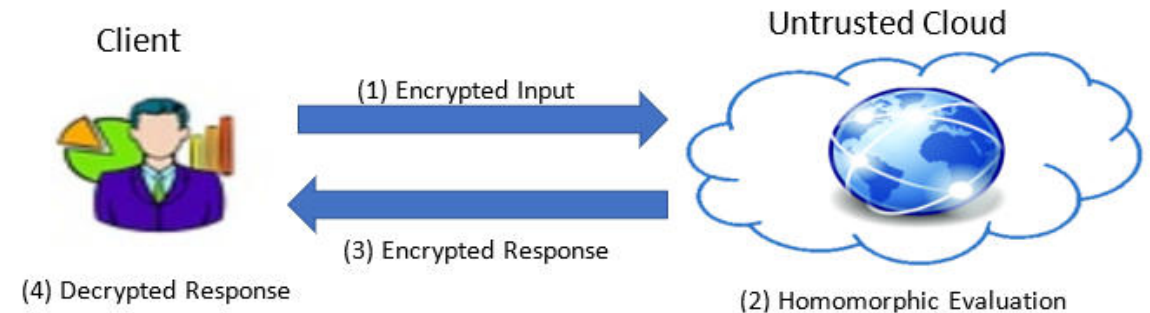 Client
Untrusted Cloud
(1) Encrypted Input
(3) Encrypted Response
(4) Decrypted Response
(2) Homomorphic Evaluation